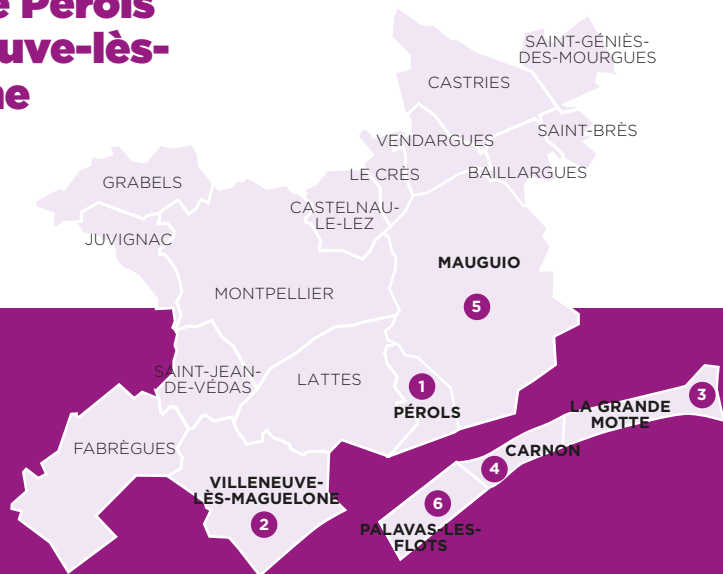 Pérols
uve-lès-
ne
SAINT-GÉNIÈS-
DES-MOURGUES
CASTRIES
SAINT-BRÈS
VENDARGUES
LE CRÈS
BAILLARGUES
GRABELS
CASTELNAU-
LE-LEZ
JUVIGNAC
MAUGUIO
5
MONTPELLIER
SAINT-JEAN-
DE-VÉDAS
LATTES
1
PÉROLS
3
LA GRANDE
MOTTE
FABRÈGUES
CARNON
4
VILLENEUVE-
LÈS-MAGUELONE
2
6
PALAVAS-LES-
FLOTS